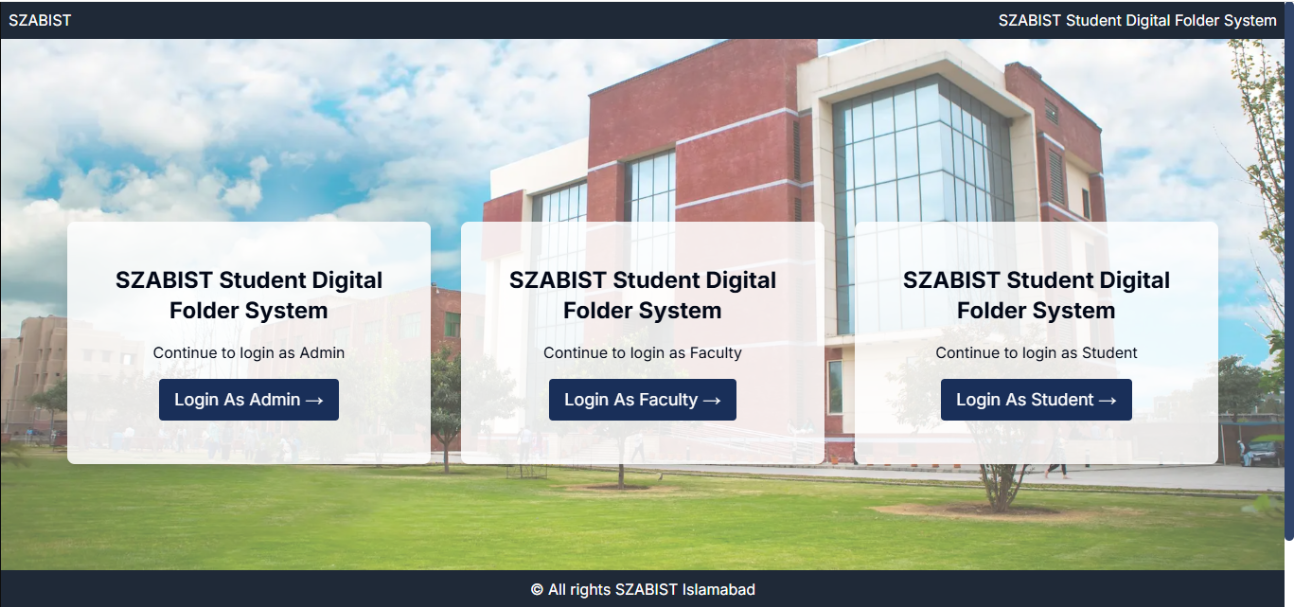 SZABIST
SZABIST Student Digital Folder System
SZABIST Student Digital
Folder System
Continue to login as Admin
Login As Admin →
SZABIST Student Digital
Folder System
Continue to login as Faculty
Login As Faculty →
SZABIST Student Digital
Folder System
Continue to login as Student
Login As Student →
© All rights SZABIST Islamabad